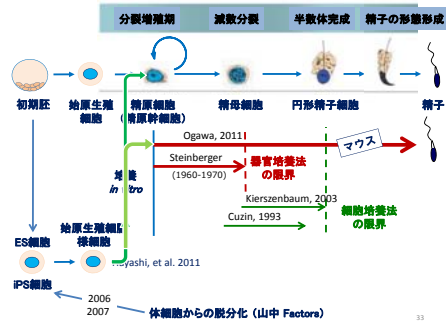 分裂増殖期
減数分裂
半数体完成
精子の形態形成
初期胚
始原生殖
細胞
精原細胞
(精原幹細胞)
精母細胞
円形精子細胞
精子
Ogawa, 2011
マウス
Steinberger
(1960-1970)
器官培養法
の限界
培養
in vitro
Kierszenbaum, 2003
Cuzin, 1993
細胞培養法
の限界
始原生殖細胞
様細胞
ES細胞
iPS細胞
Hayashi, et al. 2011
2006
2007
体細胞からの脱分化(山中 Factors)
33